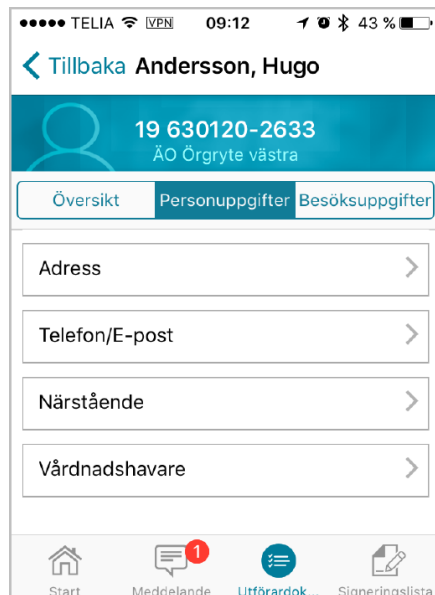 TELIA VPN 09:12 43 %
Tillbaka Andersson, Hugo
19 630120-2633
ÄO Örgryte västra
Översikt Personuppgifter Besöksuppgifter
Adress
Telefon/E-post
Närstående
Vårdnadshavare
1
Start Meddelande Utförardok... Signeringslista